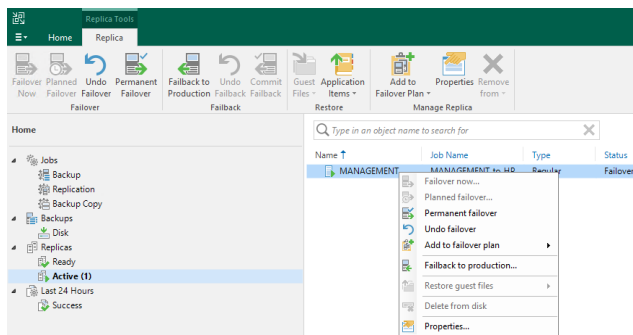 Replica Tools
Home Replica
Failover Now Planned Failover Undo Failover Permanent Failover
Failover
Failback to Production Undo Failback Commit Failback
Failback
Guest Files Application Items
Restore
Add to Failover Plan Properties Remove from
Manage Replica
Home
Type in an object name to search for
Name Job Name Type Status
MANAGEMENT MANAGEMENT to HP Regular Failover
Jobs
Backup
Replication
Backup Copy
Backups
Disk
Replicas
Ready
Active (1)
Last 24 Hours
Success
Failover now...
Planned failover...
Permanent failover
Undo failover
Add to failover plan
Failback to production...
Restore guest files
Delete from disk
Properties...